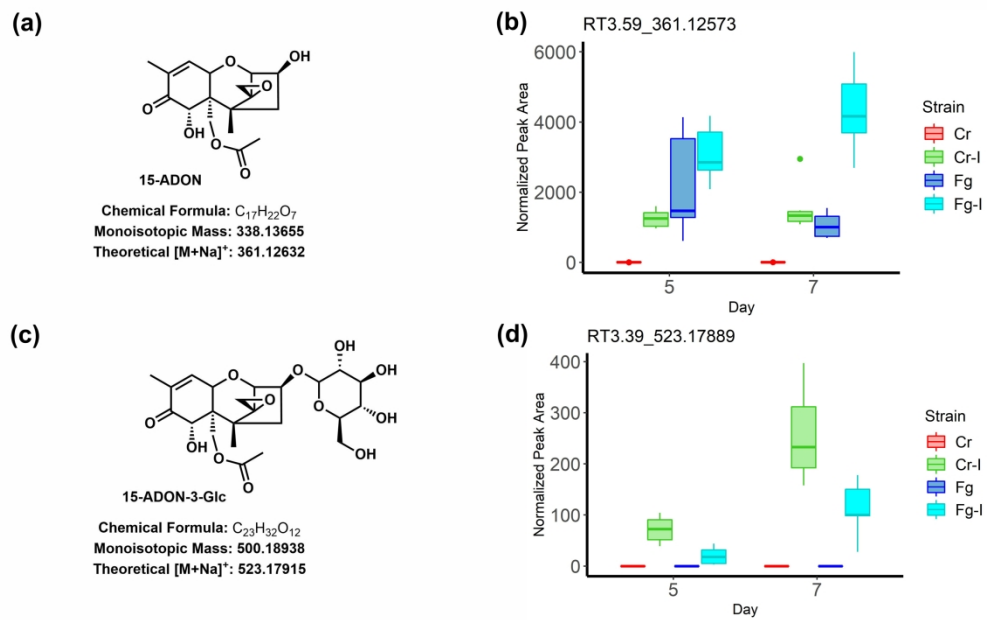 (a)
O
OH
O
O
OH
O
O
15-ADON
Chemical Formula: C₁₇H₂₂O₇
Monoisotopic Mass: 338.13655
Theoretical [M+Na]⁺: 361.12632
(b)
RT3.59_361.12573
Normalized Peak Area
6000
4000
2000
0
5
7
Day
Strain
Cr
Cr-I
Fg
Fg-I
(c)
OH
O
OH
O
O
O
OH
O
OH
O
OH
O
15-ADON-3-Glc
Chemical Formula: C₂₃H₃₂O₁₂
Monoisotopic Mass: 500.18938
Theoretical [M+Na]⁺: 523.17915
(d)
RT3.39_523.17889
Normalized Peak Area
400
300
200
100
0
5
7
Day
Strain
Cr
Cr-I
Fg
Fg-I